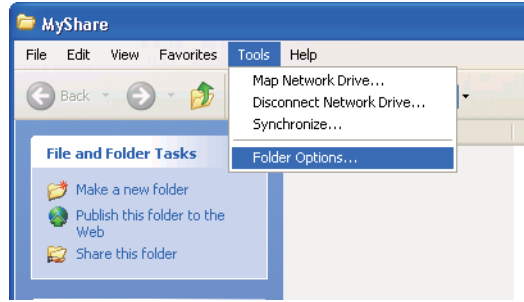 MyShare
File Edit View Favorites Tools Help
Back
Map Network Drive...
Disconnect Network Drive...
Synchronize...
Folder Options...
File and Folder Tasks
Make a new folder
Publish this folder to the
Web
Share this folder